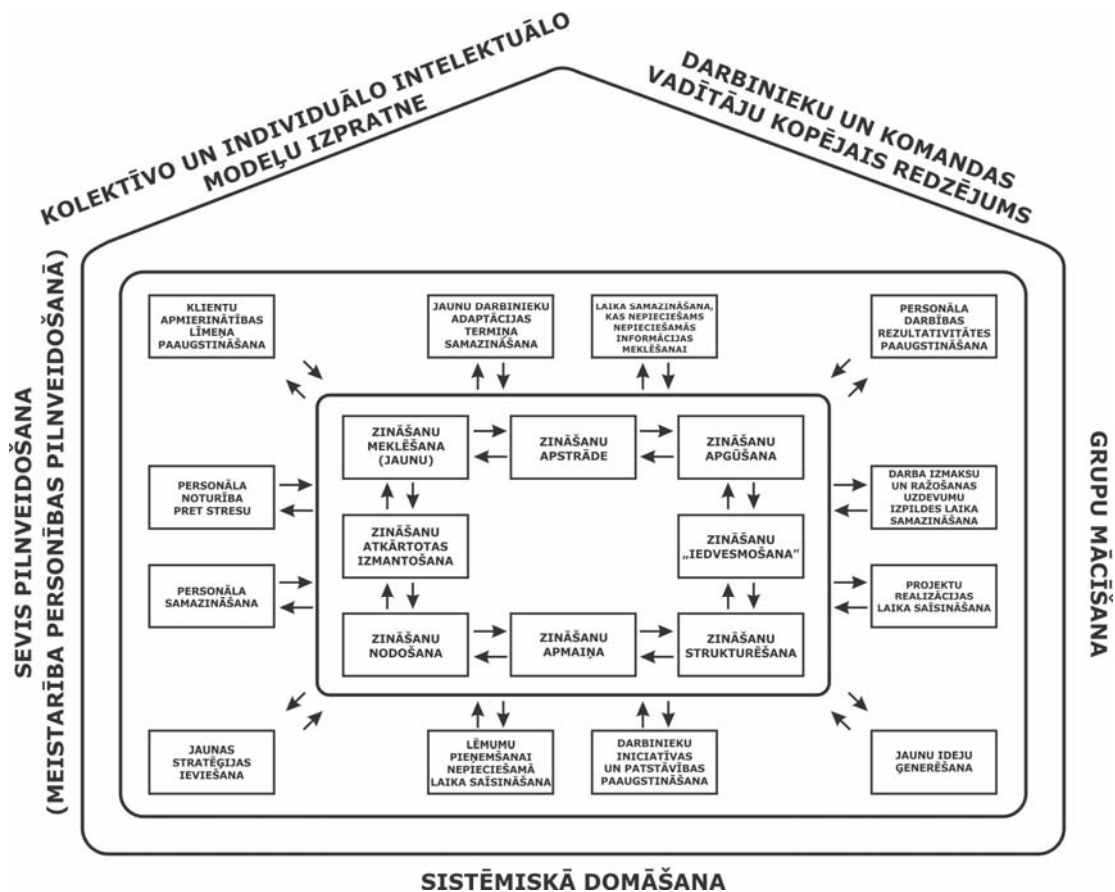 KOLEKTĪVO UN INDIVIDUĀLO INTELEKTUĀLO
MODEĻU IZPRATNE
DARBINIEKU UN KOMANDAS
VADĪTĀJU KOPĒJAIS REDZĒJUMS
SEVIS PILNVEIDOŠANA
(MEISTARĪBA PERSONĪBAS PILNVEIDOŠANĀ)
KLIENTU
APMIERINĀTĪBAS
LĪMEŅA
PAAUGSTINĀŠANA
JAUNU DARBINIEKU
ADAPTĀCIJAS
TERMIŅA
SAMAZINĀŠANA
LAIKA SAMAZINĀŠANA,
KAS NEPIECIEŠAMS
NEPIECIEŠAMĀS
INFORMĀCIJAS
MEKLĒŠANAI
PERSONĀLA
DARBĪBAS
REZULTATIVITĀTES
PAAUGSTINĀŠANA
ZINĀŠANU
MEKLĒŠANA
(JAUNU)
ZINĀŠANU
APSTRĀDE
ZINĀŠANU
APGŪŠANA
PERSONĀLA
NOTURĪBA
PRET STRESU
ZINĀŠANU
ATKĀRTOTAS
IZMANTOŠANA
ZINĀŠANU
„IEDVESMOŠANA”
DARBA IZMAKSU
UN RAŽOŠANAS
UZDEVUMU
IZPILDES LAIKA
SAMAZINĀŠANA
PERSONĀLA
SAMAZINĀŠANA
PROJEKTU
REALIZĀCIJAS
LAIKA SAĪSINĀŠANA
ZINĀŠANU
NODOŠANA
ZINĀŠANU
APMAIŅA
ZINĀŠANU
STRUKTURĒŠANA
JAUNAS
STRATĒĢIJAS
IEVIEŠANA
LĒMUMU
PIEŅEMŠANAI
NEPIECIEŠAMĀ
LAIKA SAĪSINĀŠANA
DARBINIEKU
INICIATĪVAS
UN PATSTĀVĪBAS
PAAUGSTINĀŠANA
JAUNU IDEJU
ĢENERĒŠANA
GRUPU MĀCĪŠANA
SISTĒMISKĀ DOMĀŠANA